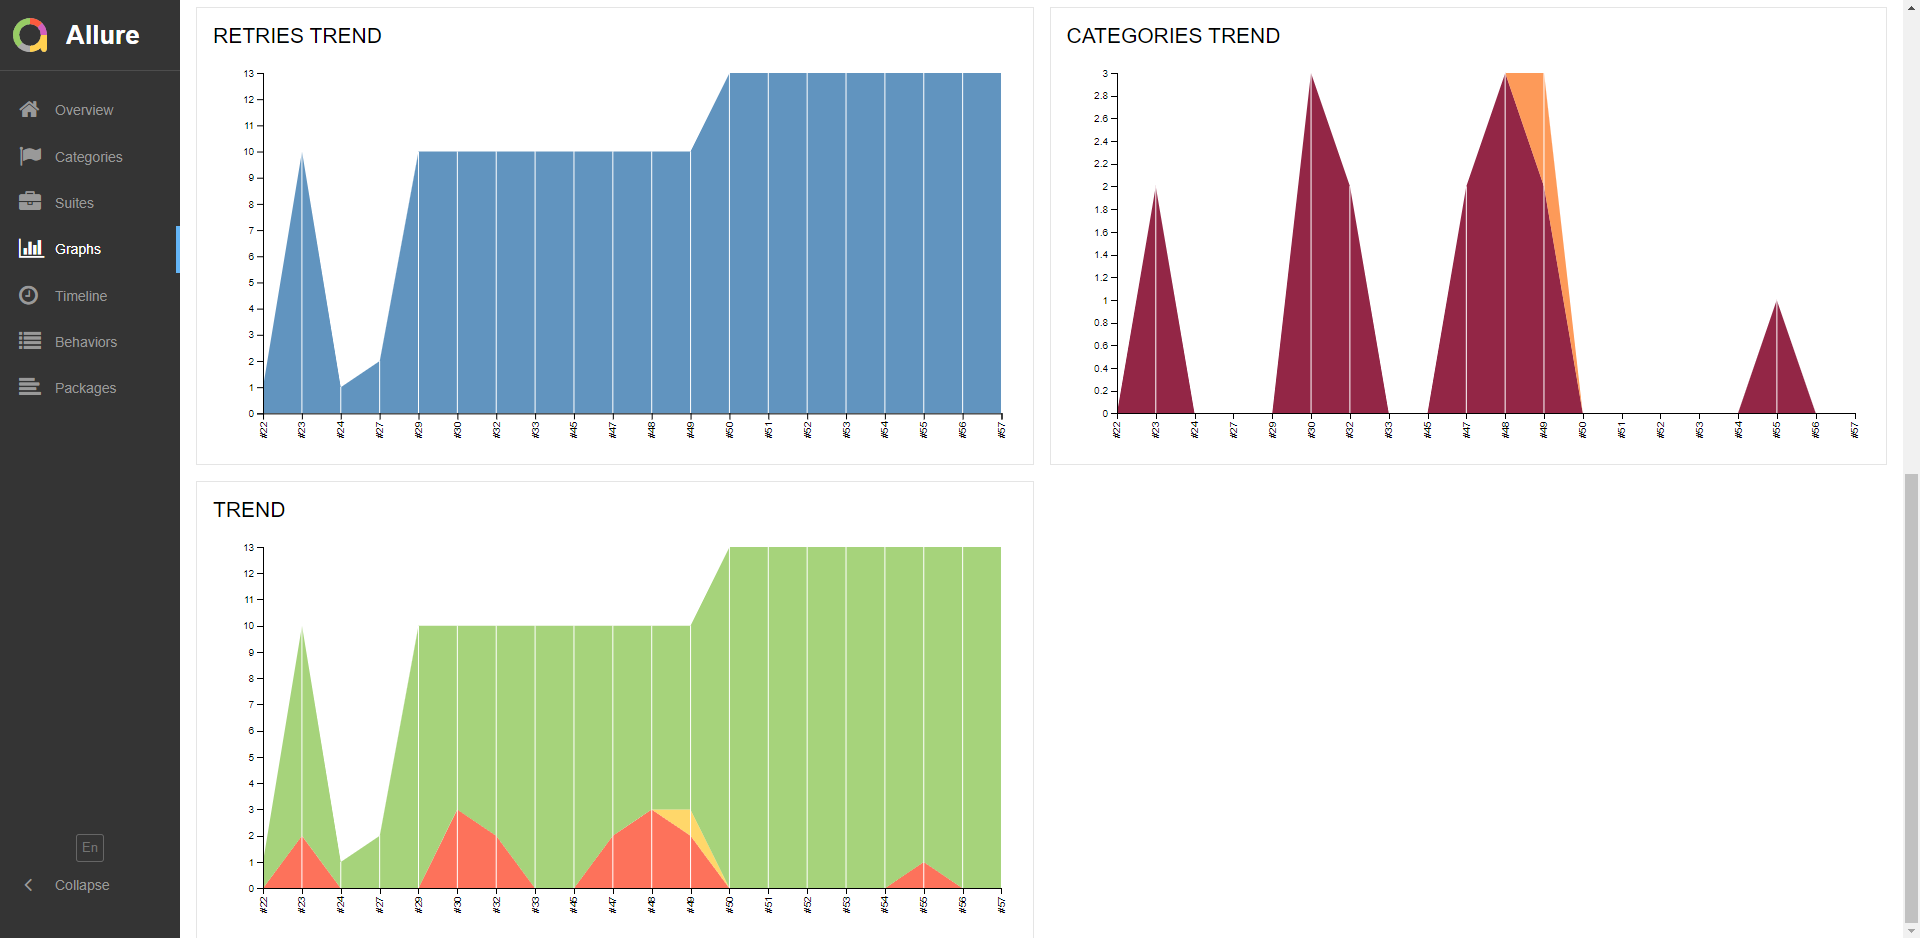 Allure
Overview
Categories
Suites
Graphs
Timeline
Behaviors
Packages
En
Collapse
RETRIES TREND
13
12
11
10
9
8
7
6
5
4
3
2
1
0
#22 #23 #24 #27 #29 #30 #32 #33 #45 #47 #48 #49 #50 #51 #52 #53 #54 #55 #56 #57
CATEGORIES TREND
3
2.8
2.6
2.4
2.2
2
1.8
1.6
1.4
1.2
1
0.8
0.6
0.4
0.2
0
#22 #23 #24 #27 #29 #30 #32 #33 #45 #47 #48 #49 #50 #51 #52 #53 #54 #55 #56 #57
TREND
13
12
11
10
9
8
7
6
5
4
3
2
1
0
#22 #23 #24 #27 #29 #30 #32 #33 #45 #47 #48 #49 #50 #51 #52 #53 #54 #55 #56 #57